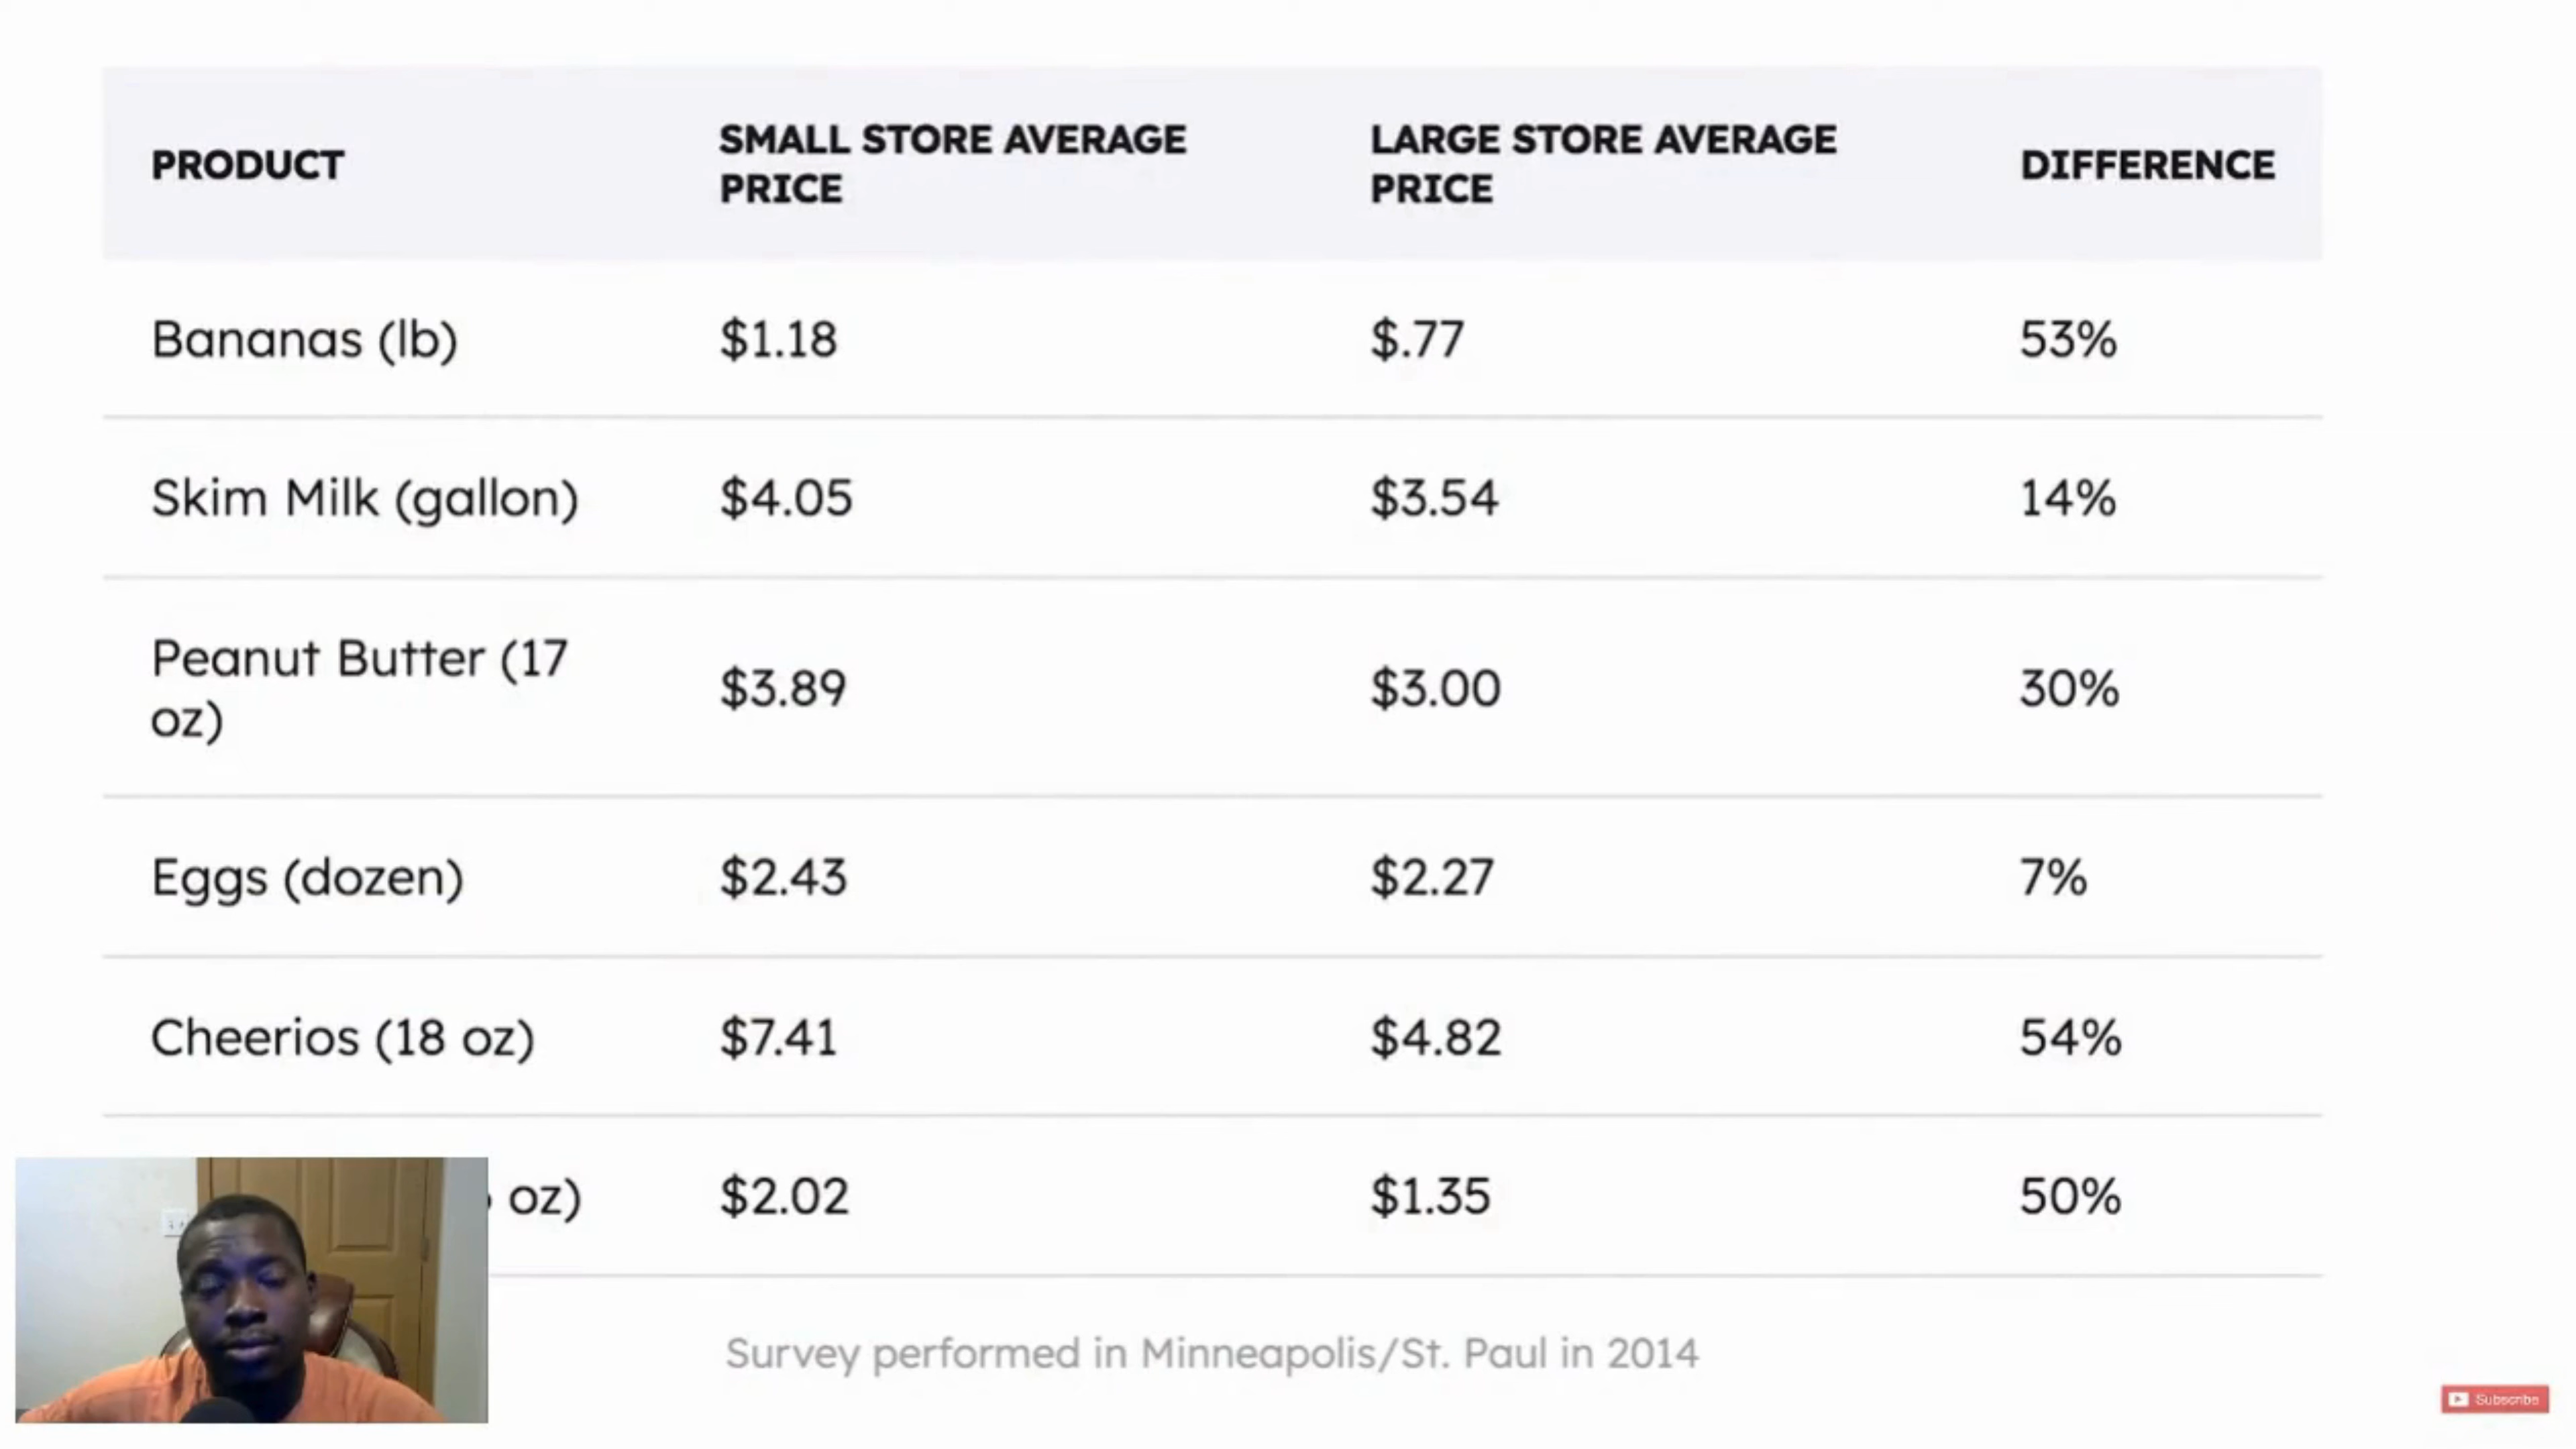 PRODUCT
SMALL STORE AVERAGE
PRICE
LARGE STORE AVERAGE
PRICE
DIFFERENCE
Bananas (lb) $1.18 $.77 53%
Skim Milk (gallon) $4.05 $3.54 14%
Peanut Butter (17
oz)
$3.89 $3.00 30%
Eggs (dozen) $2.43 $2.27 7%
Cheerios (18 oz) $7.41 $4.82 54%
oz) $2.02 $1.35 50%
Survey performed in Minneapolis/St. Paul in 2014
Subscribe